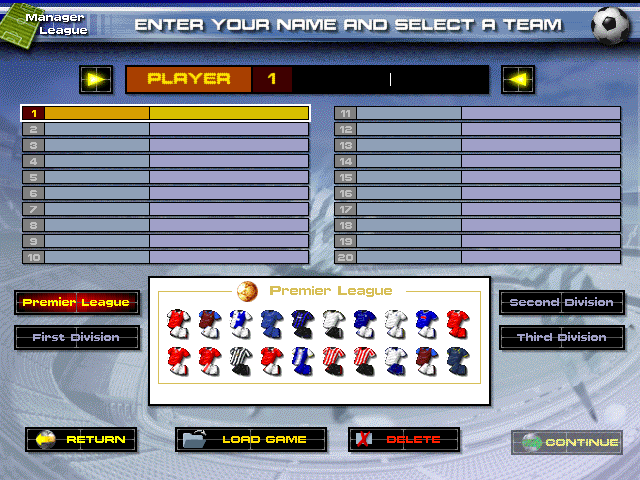 Manager
League
ENTER YOUR NAME AND SELECT A TEAM
PLAYER 1
1
2
3
4
5
6
7
8
9
10
11
12
13
14
15
16
17
18
19
20
Premier League
First Division
Premier League
Second Division
Third Division
RETURN
LOAD GAME
DELETE
CONTINUE